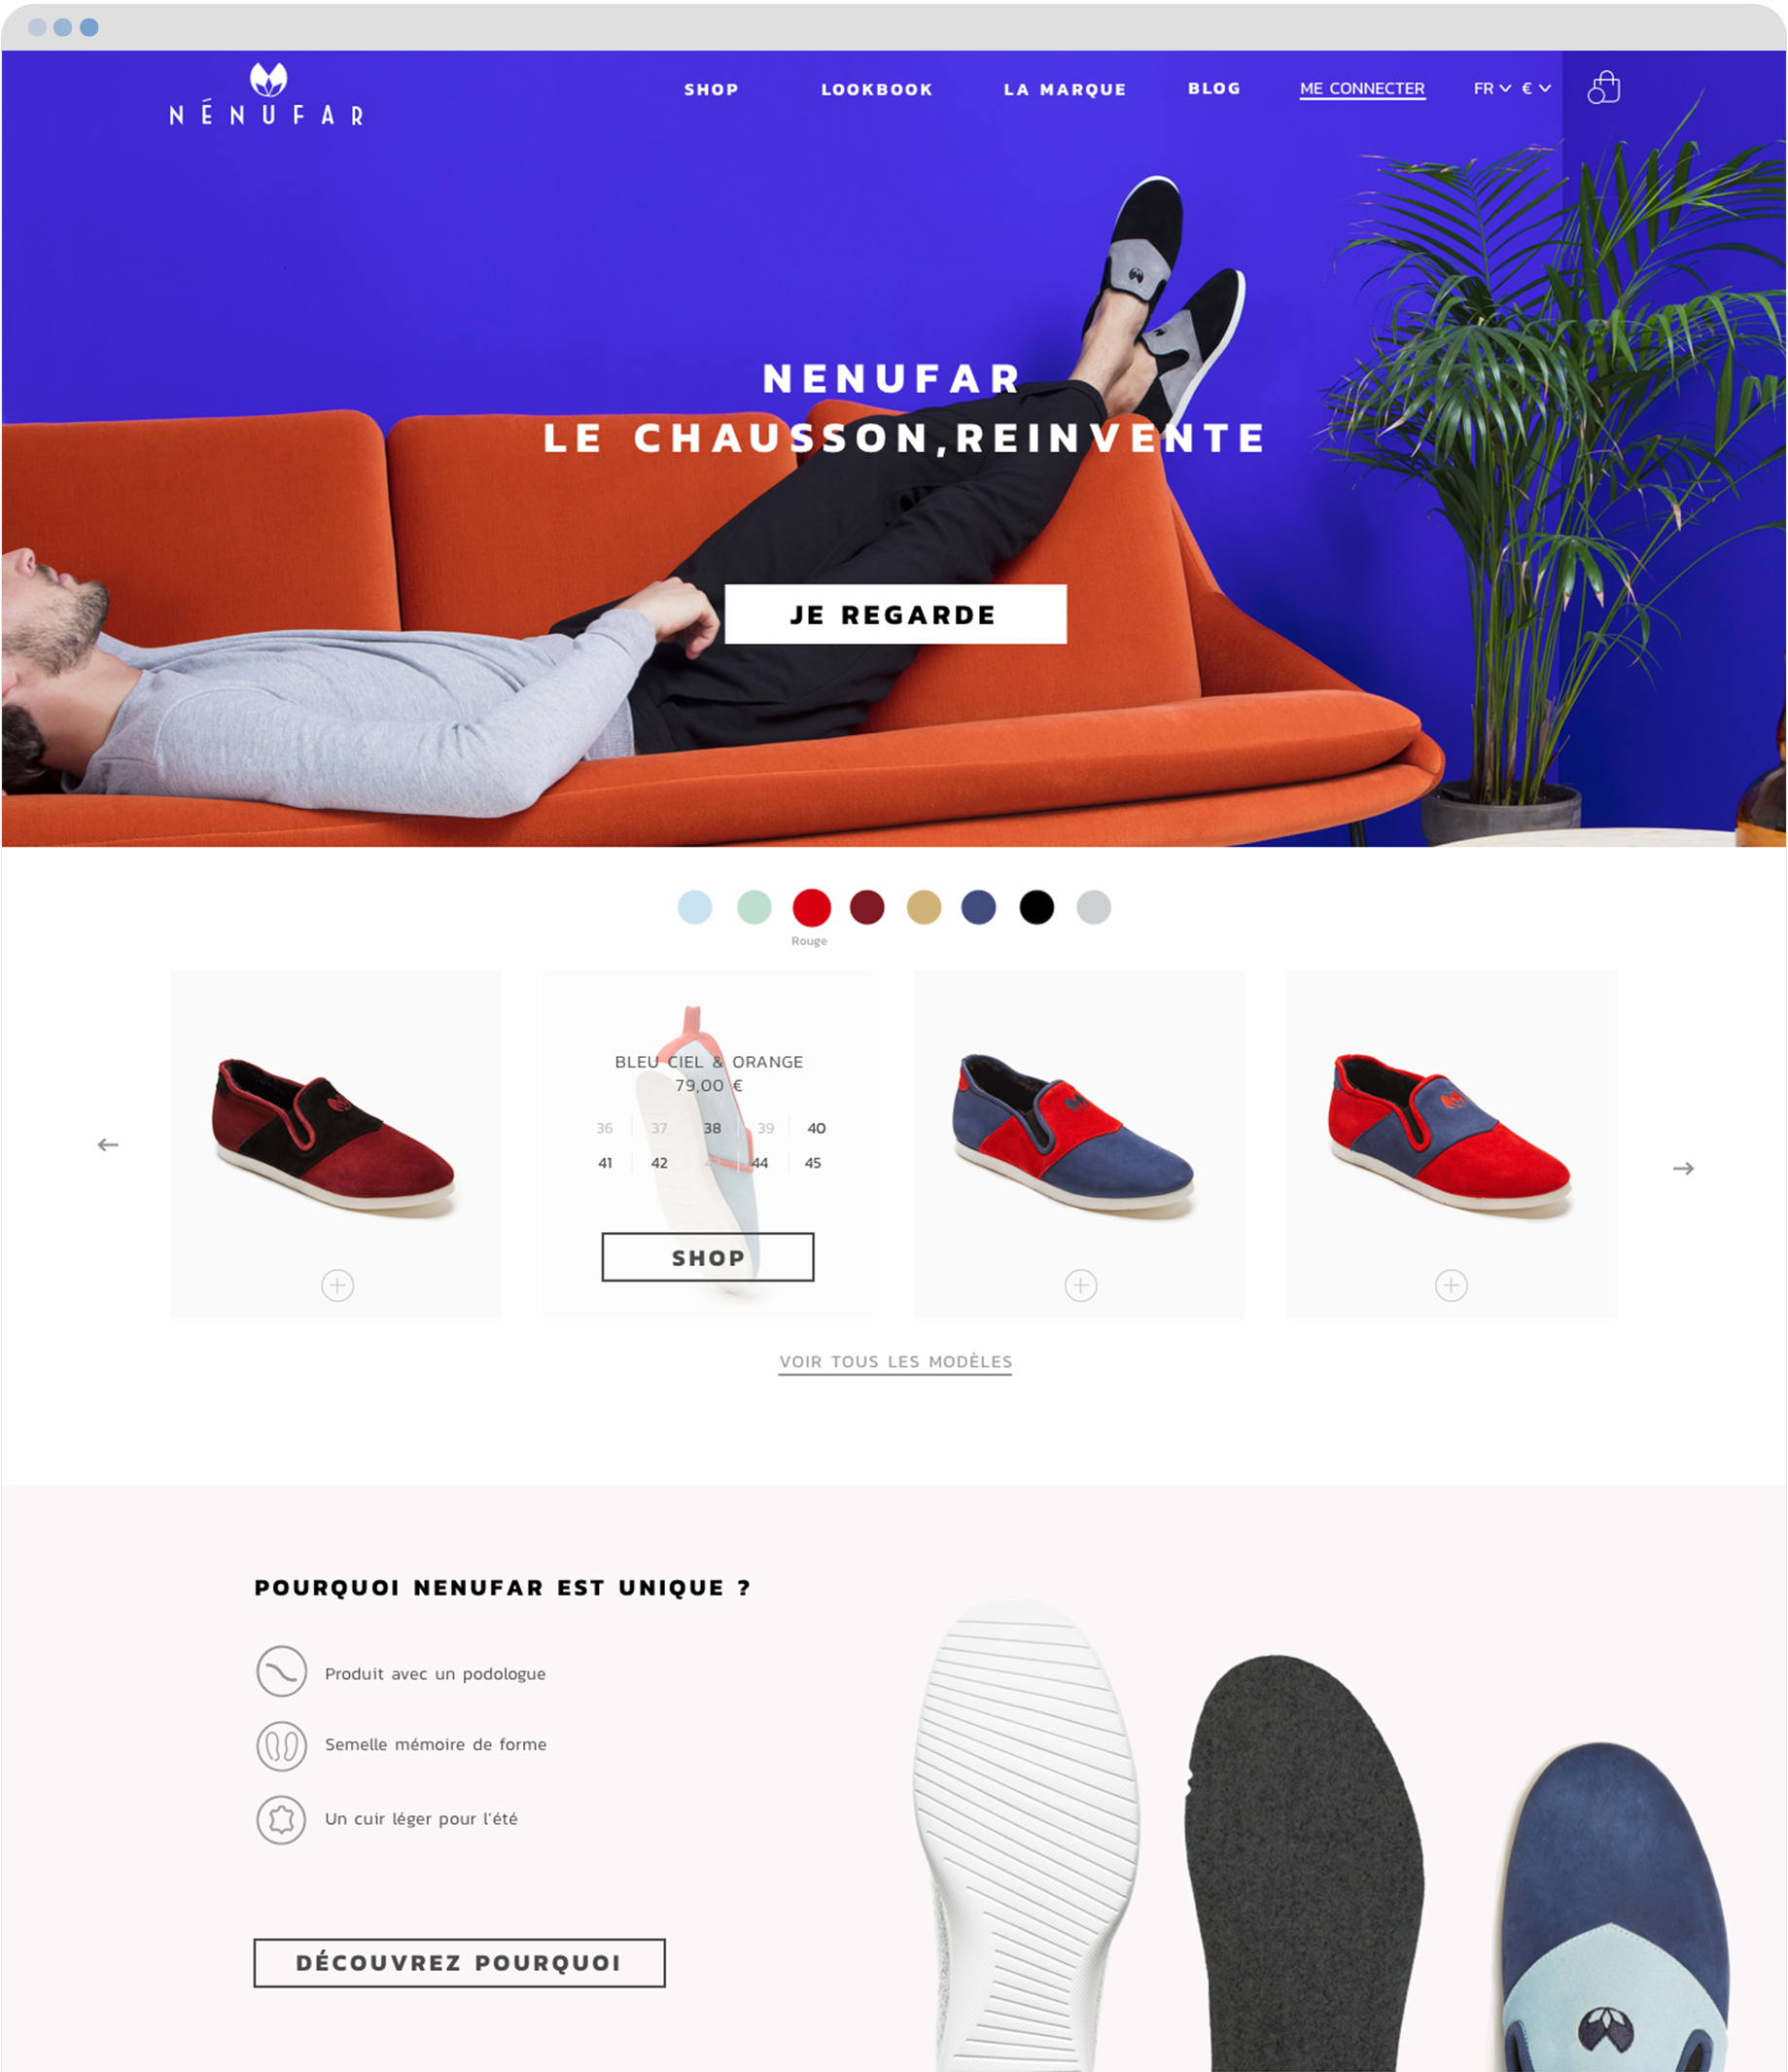 NÉNUFAR
SHOP LOOKBOOK LA MARQUE BLOG ME CONNECTER FR €
NENUFAR
LE CHAUSSON,REINVENTE
JE REGARDE
Rouge
BLEU CIEL & ORANGE
79,00 €
36 37 38 39 40
41 42 44 45
SHOP
VOIR TOUS LES MODÈLES
POURQUOI NENUFAR EST UNIQUE ?
Produit avec un podologue
Semelle mémoire de forme
Un cuir léger pour l'été
DÉCOUVREZ POURQUOI